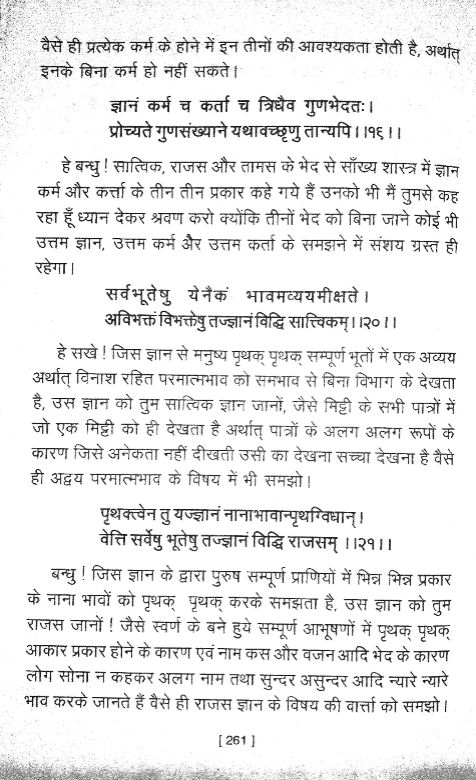 वैसे ही प्रत्येक कर्म के होने में इन तीनों की आवश्यकता होती है, अर्थात्
इनके बिना कर्म हो नहीं सकते।
ज्ञानं कर्म च कर्ता च त्रिधैव गुणभेदतः।
प्रोच्यते गुणसंख्याने यथावच्छृणु तान्यपि।।१६।।
हे बन्धु ! सात्विक, राजस और तामस के भेद से साँख्य शास्त्र में ज्ञान
कर्म और कर्त्ता के तीन तीन प्रकार कहे गये हैं उनको भी मैं तुमसे कह
रहा हूँ ध्यान देकर श्रवण करो क्योंकि तीनों भेद को बिना जाने कोई भी
उत्तम ज्ञान, उत्तम कर्म और उत्तम कर्ता के समझने में संशय ग्रस्त ही
रहेगा।
सर्वभूतेषु येनैकं भावमव्ययमीक्षते।
अविभक्तं विभक्तेषु तज्ज्ञानं विद्धि सात्त्विकम्।।२०।।
हे सखे ! जिस ज्ञान से मनुष्य पृथक् पृथक् सम्पूर्ण भूतों में एक अव्यय
अर्थात् विनाश रहित परमात्मभाव को समभाव से बिना विभाग के देखता
है, उस ज्ञान को तुम सात्विक ज्ञान जानों, जैसे मिट्टी के सभी पात्रों में
जो एक मिट्टी को ही देखता है अर्थात् पात्रों के अलग अलग रूपों के
कारण जिसे अनेकता नहीं दीखती उसी का देखना सच्चा देखना है वैसे
ही अद्वय परमात्मभाव के विषय में भी समझो।
पृथक्त्वेन तु यज्ज्ञानं नानाभावान्पृथग्विधान्।
वेत्ति सर्वेषु भूतेषु तज्ज्ञानं विद्धि राजसम् ।।२१।।
बन्धु ! जिस ज्ञान के द्वारा पुरुष सम्पूर्ण प्राणियों में भिन्न भिन्न प्रकार
के नाना भावों को पृथक् पृथक् करके समझता है, उस ज्ञान को तुम
राजस जानों ! जैसे स्वर्ण के बने हुये सम्पूर्ण आभूषणों में पृथक् पृथक्
आकार प्रकार होने के कारण एवं नाम कस और वजन आदि भेद के कारण
लोग सोना न कहकर अलग नाम तथा सुन्दर असुन्दर आदि न्यारे न्यारे
भाव करके जानते हैं वैसे ही राजस ज्ञान के विषय की वार्त्ता को समझो।
[ 261 ]